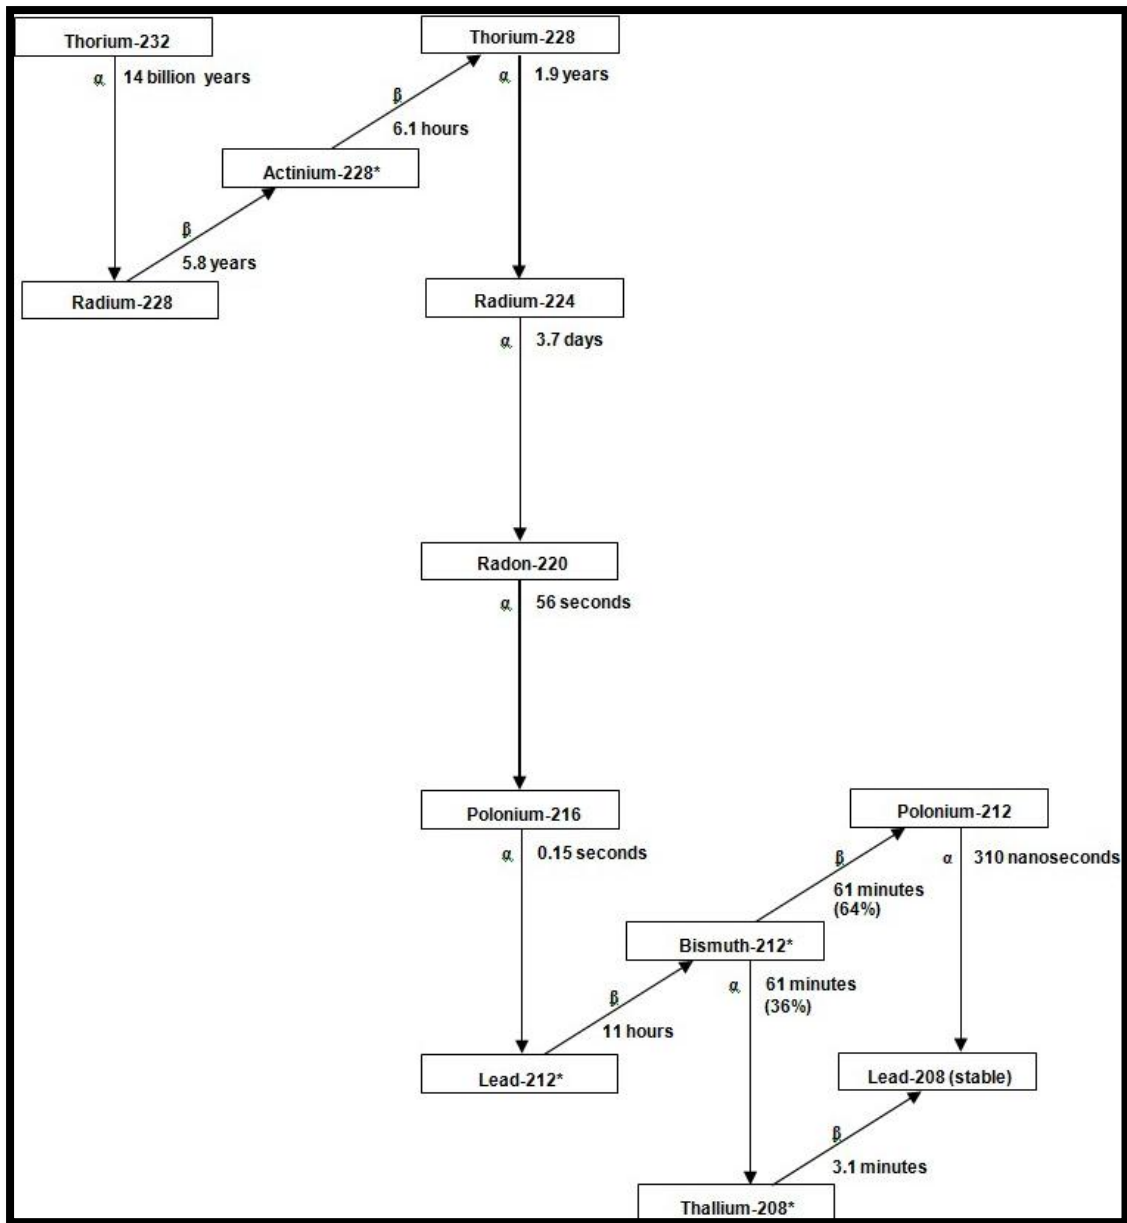 Thorium-232
α 14 billion years
Thorium-228
α 1.9 years
β
6.1 hours
Actinium-228*
β
5.8 years
Radium-228
Radium-224
α 3.7 days
Radon-220
α 56 seconds
Polonium-216
α 0.15 seconds
Polonium-212
α 310 nanoseconds
β
61 minutes
(64%)
Bismuth-212*
α 61 minutes
(36%)
β
11 hours
Lead-212*
Lead-208 (stable)
β
3.1 minutes
Thallium-208*